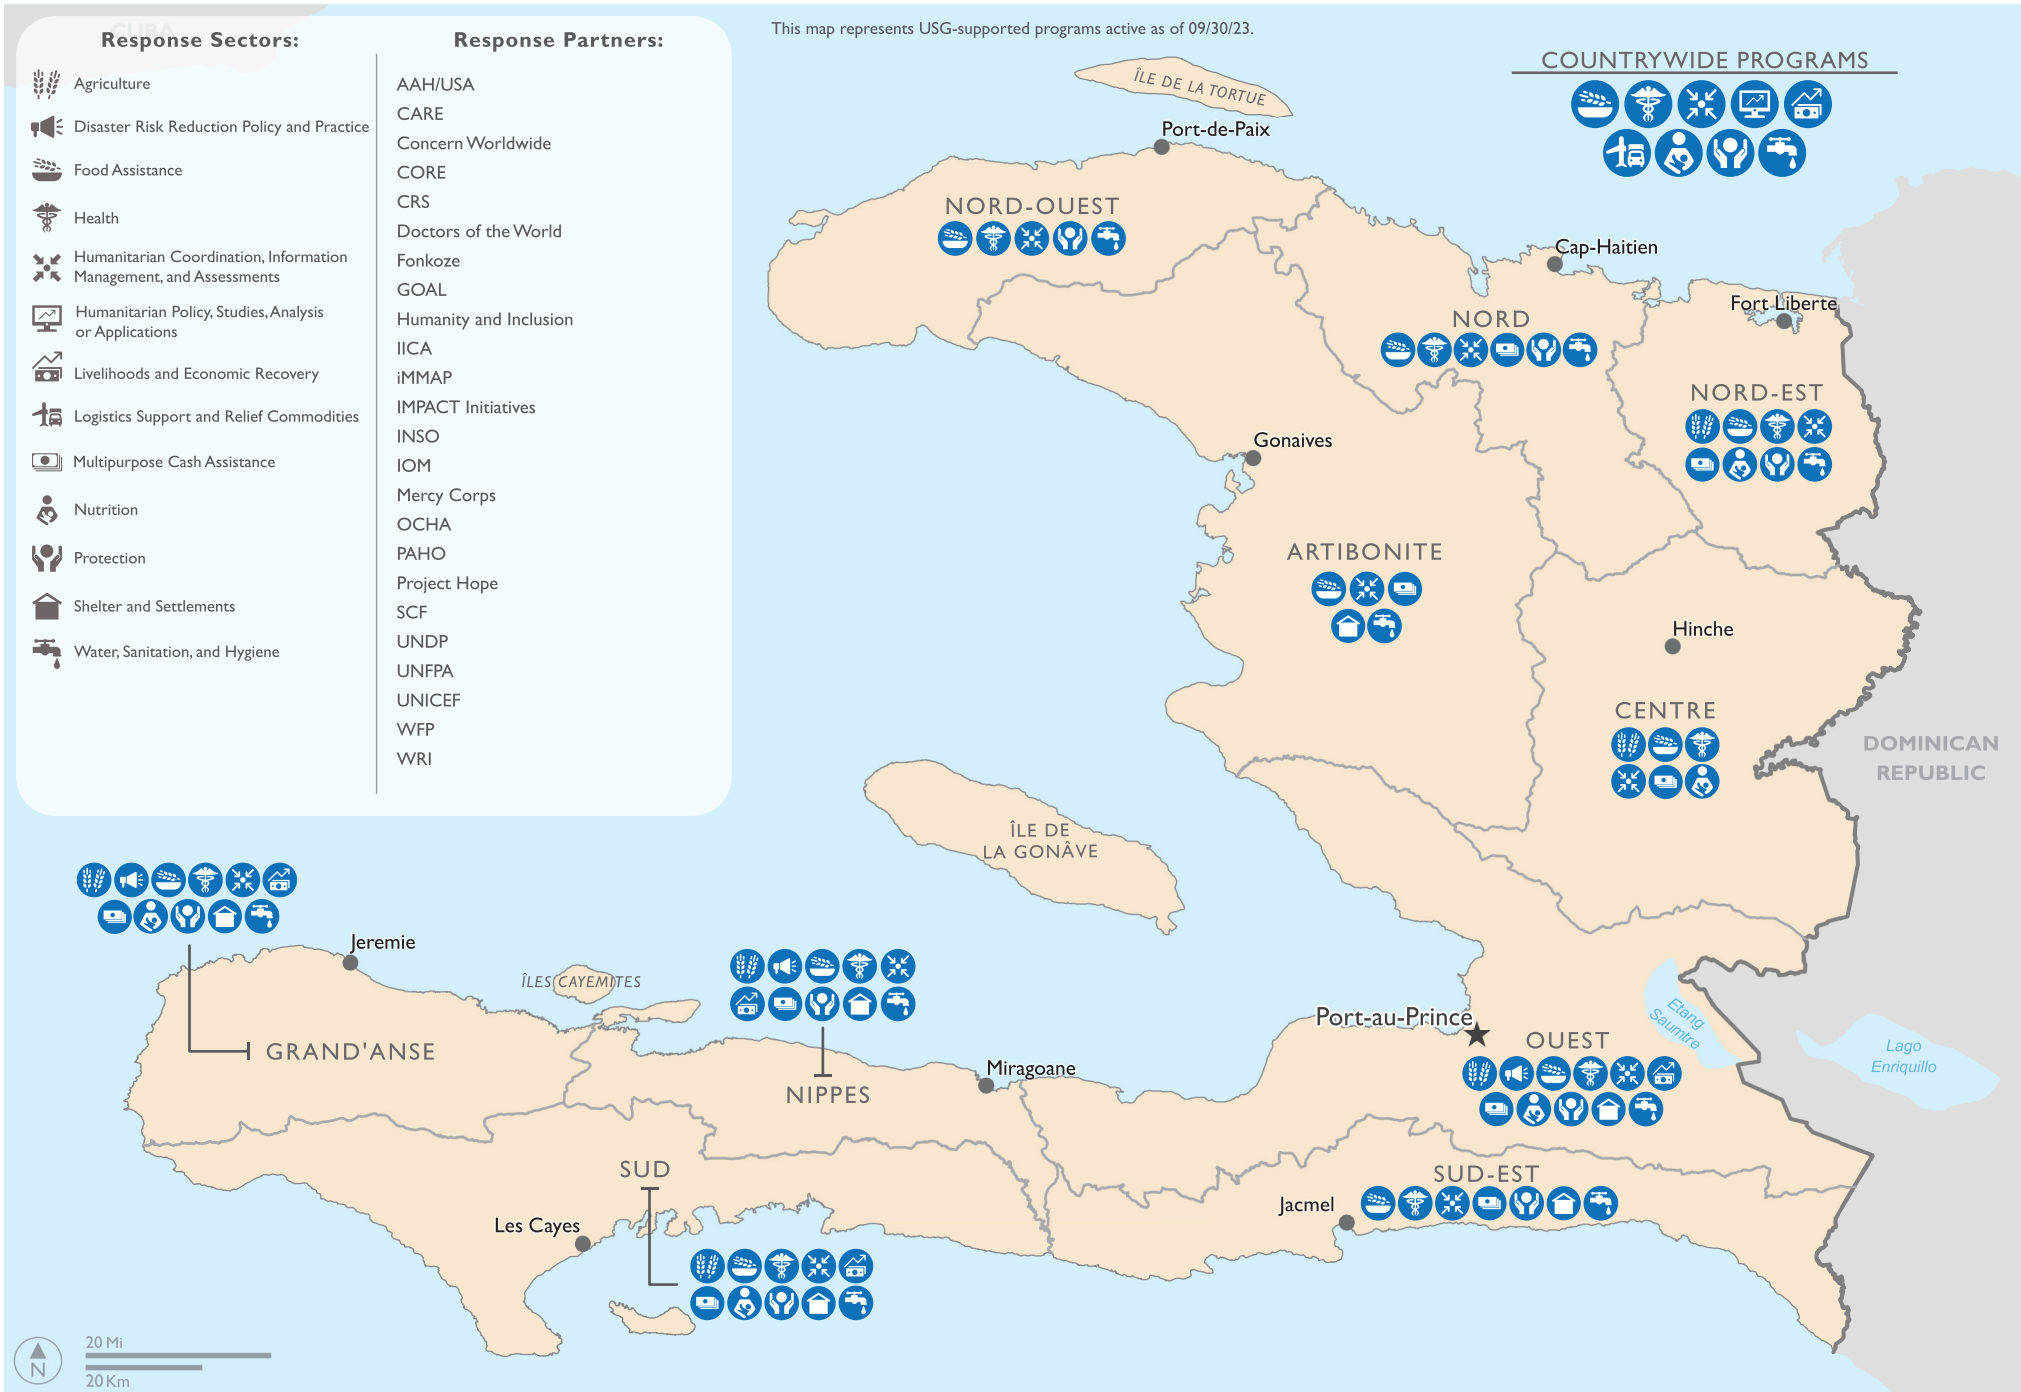 CUBA
Response Sectors:
Agriculture
Disaster Risk Reduction Policy and Practice
Food Assistance
Health
Humanitarian Coordination, Information
Management, and Assessments
Humanitarian Policy, Studies, Analysis
or Applications
Livelihoods and Economic Recovery
Logistics Support and Relief Commodities
Multipurpose Cash Assistance
Nutrition
Protection
Shelter and Settlements
Water, Sanitation, and Hygiene
Response Partners:
AAH/USA
CARE
Concern Worldwide
CORE
CRS
Doctors of the World
Fonkoze
GOAL
Humanity and Inclusion
IICA
iMMAP
IMPACT Initiatives
INSO
IOM
Mercy Corps
OCHA
PAHO
Project Hope
SCF
UNDP
UNFPA
UNICEF
WFP
WRI
This map represents USG-supported programs active as of 09/30/23.
COUNTRYWIDE PROGRAMS
ÎLE DE LA TORTUE
Port-de-Paix
NORD-OUEST
Cap-Haitien
Fort Liberte
NORD
NORD-EST
Gonaives
ARTIBONITE
Hinche
CENTRE
DOMINICAN
REPUBLIC
ÎLE DE
LA GONÂVE
Jeremie
ÎLES CAYEMITES
GRAND'ANSE
NIPPES
Miragoane
Port-au-Prince
OUEST
Etang
Saumtre
Lago
Enriquillo
SUD
Les Cayes
SUD-EST
Jacmel
N
20 Mi
20 Km